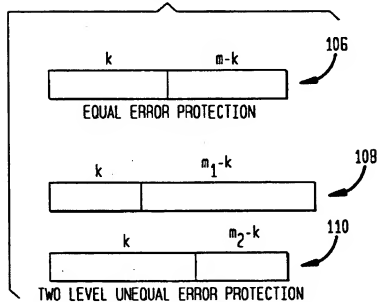 106
k m-k
EQUAL ERROR PROTECTION
108
k m₁-k
110
k m₂-k
TWO LEVEL UNEQUAL ERROR PROTECTION